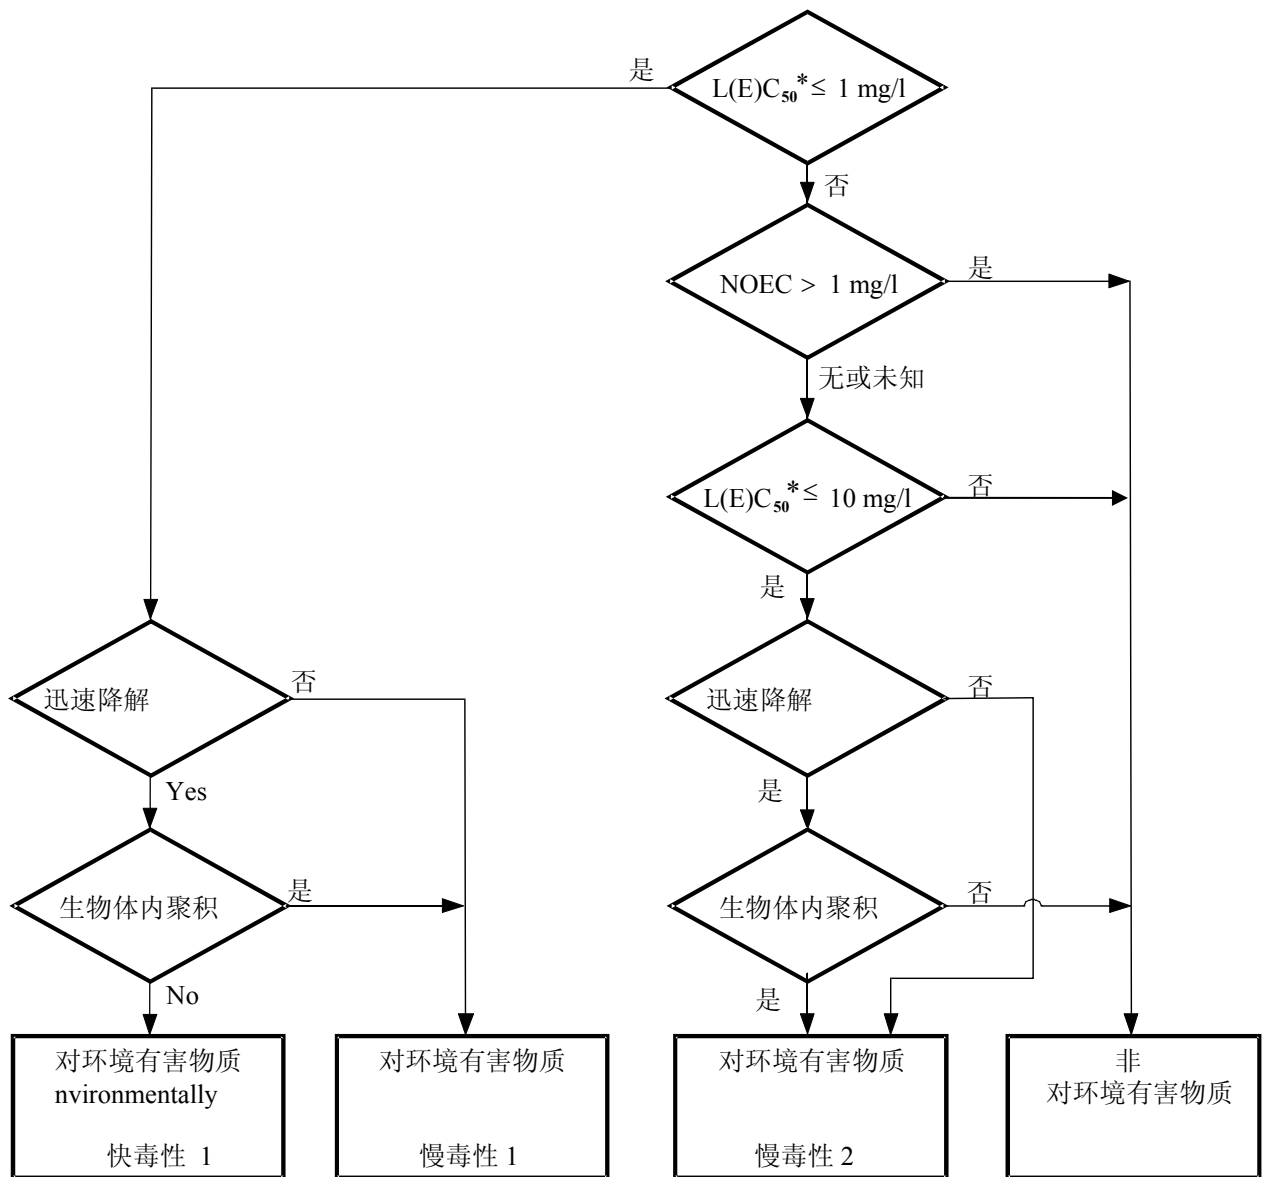 是
L(E)C50* ≤ 1 mg/l
否
NOEC > 1 mg/l
是
无或未知
L(E)C50* ≤ 10 mg/l
否
是
迅速降解
否
迅速降解
否
Yes
是
生物体内聚积
是
生物体内聚积
否
No
是
对环境有害物质
nvironmentally
快毒性 1
对环境有害物质
慢毒性 1
对环境有害物质
慢毒性 2
非
对环境有害物质